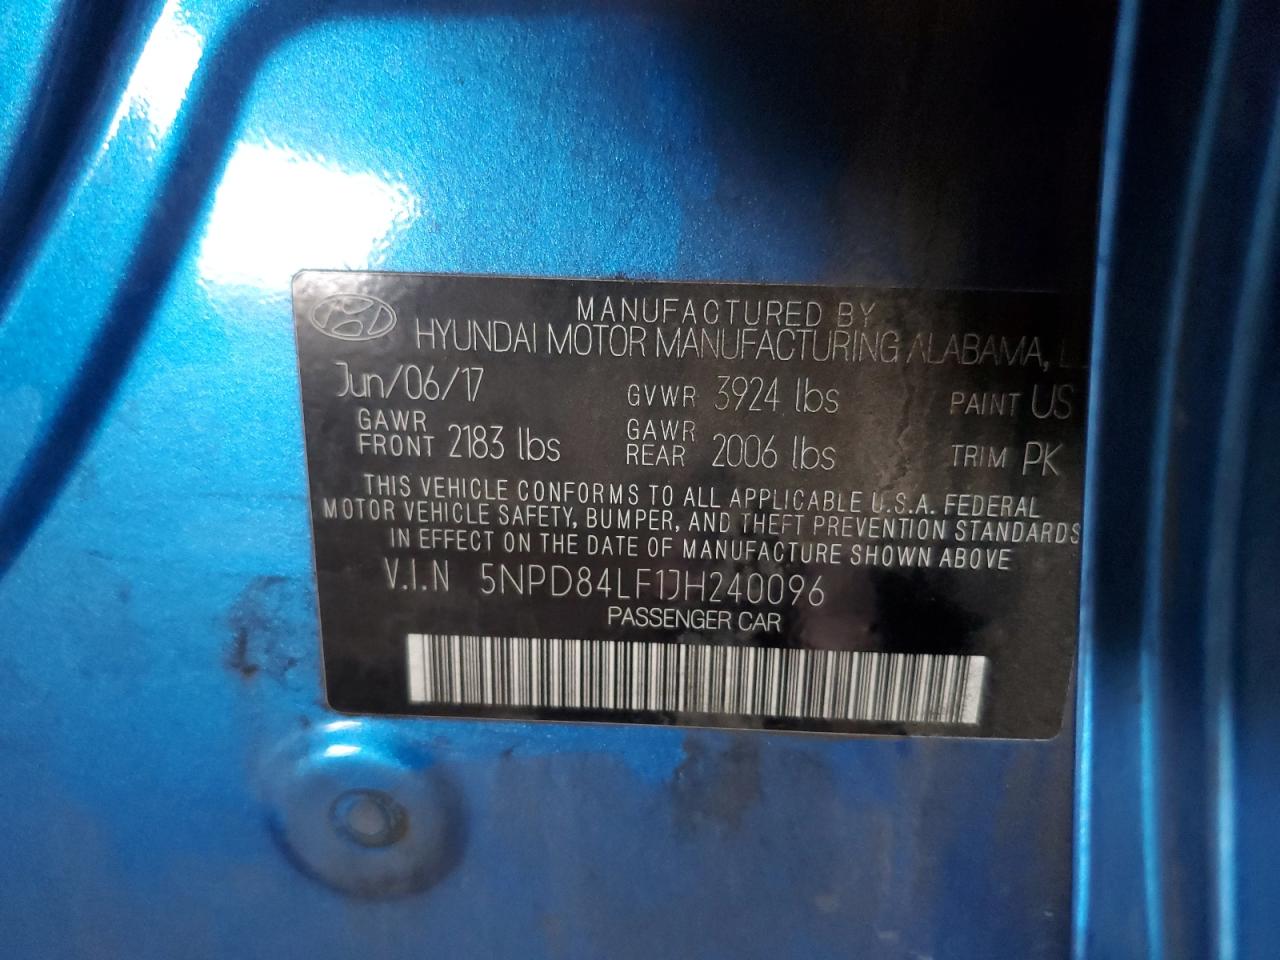 MANUFACTURED BY
HYUNDAI MOTOR MANUFACTURING ALABAMA,
Jun/06/17 GVWR 3924 lbs PAINT US
GAWR FRONT 2183 lbs GAWR REAR 2006 lbs TRIM PK
THIS VEHICLE CONFORMS TO ALL APPLICABLE U.S.A. FEDERAL
MOTOR VEHICLE SAFETY, BUMPER, AND THEFT PREVENTION STANDARDS
IN EFFECT ON THE DATE OF MANUFACTURE SHOWN ABOVE
V.I.N 5NPD84LF1JH240096
PASSENGER CAR